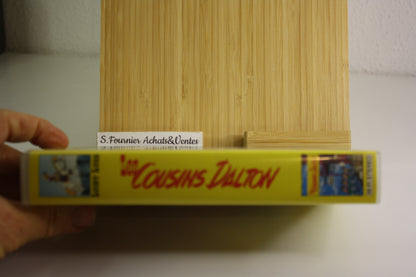 S.Fournier Achats&Ventes
Les COUSINS DALTON